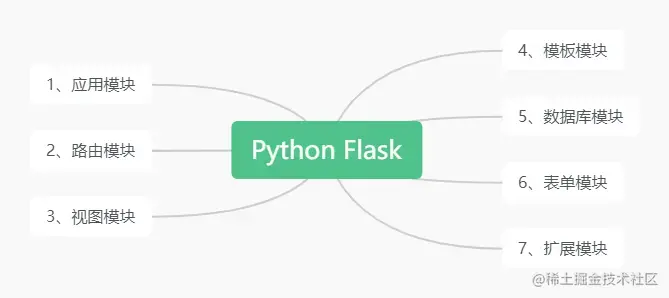 1、应用模块
2、路由模块
3、视图模块
Python Flask
4、模板模块
5、数据库模块
6、表单模块
7、扩展模块
@稀土掘金技术社区